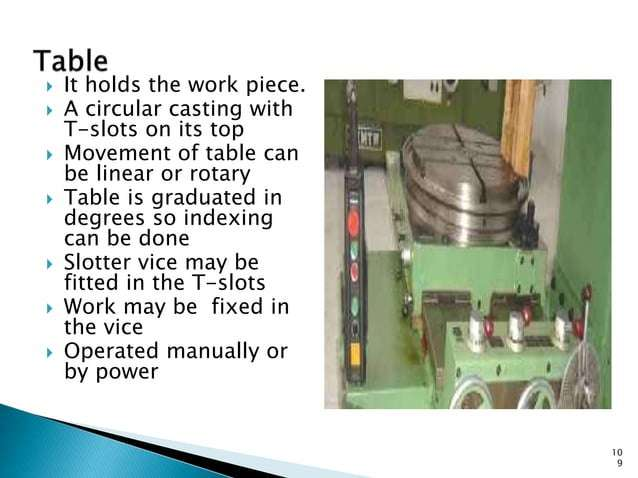 Table
It holds the work piece.
A circular casting with
T-slots on its top
Movement of table can
be linear or rotary
Table is graduated in
degrees so indexing
can be done
Slotter vice may be
fitted in the T-slots
Work may be  fixed in
the vice
Operated manually or
by power
10
9